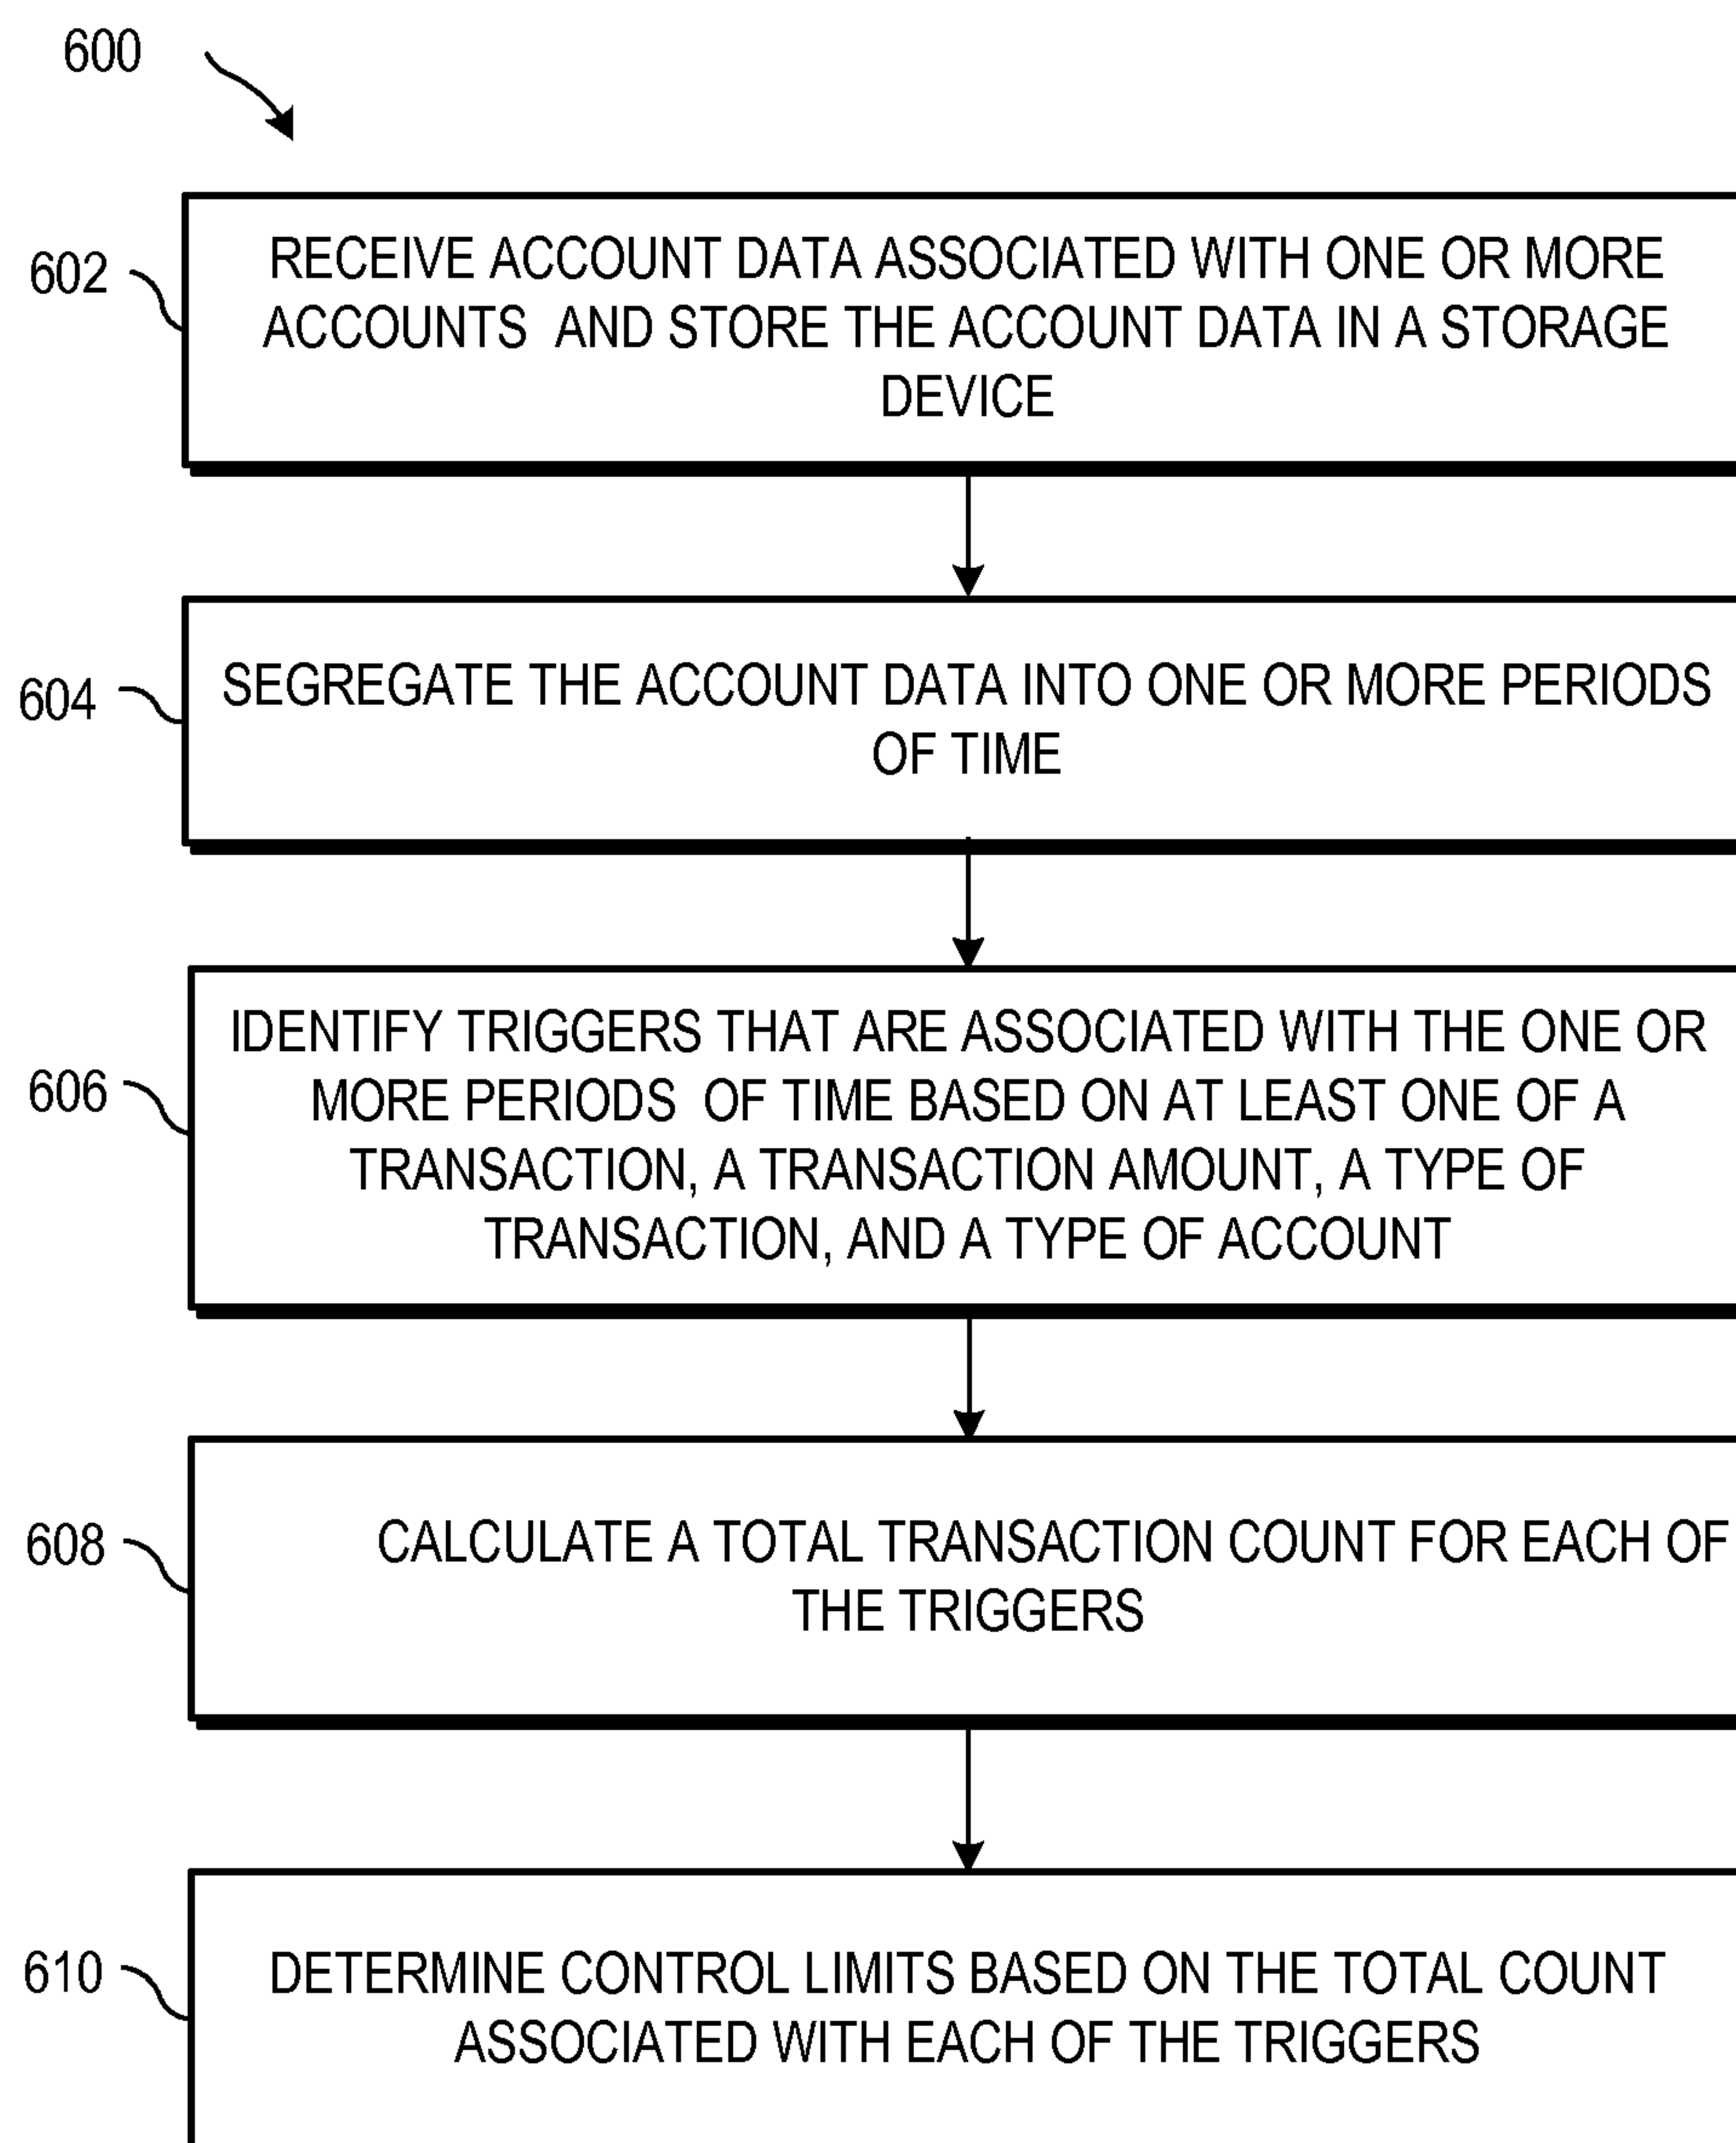 600
602
RECEIVE ACCOUNT DATA ASSOCIATED WITH ONE OR MORE
ACCOUNTS AND STORE THE ACCOUNT DATA IN A STORAGE
DEVICE
604
SEGREGATE THE ACCOUNT DATA INTO ONE OR MORE PERIODS
OF TIME
606
IDENTIFY TRIGGERS THAT ARE ASSOCIATED WITH THE ONE OR
MORE PERIODS OF TIME BASED ON AT LEAST ONE OF A
TRANSACTION, A TRANSACTION AMOUNT, A TYPE OF
TRANSACTION, AND A TYPE OF ACCOUNT
608
CALCULATE A TOTAL TRANSACTION COUNT FOR EACH OF
THE TRIGGERS
610
DETERMINE CONTROL LIMITS BASED ON THE TOTAL COUNT
ASSOCIATED WITH EACH OF THE TRIGGERS